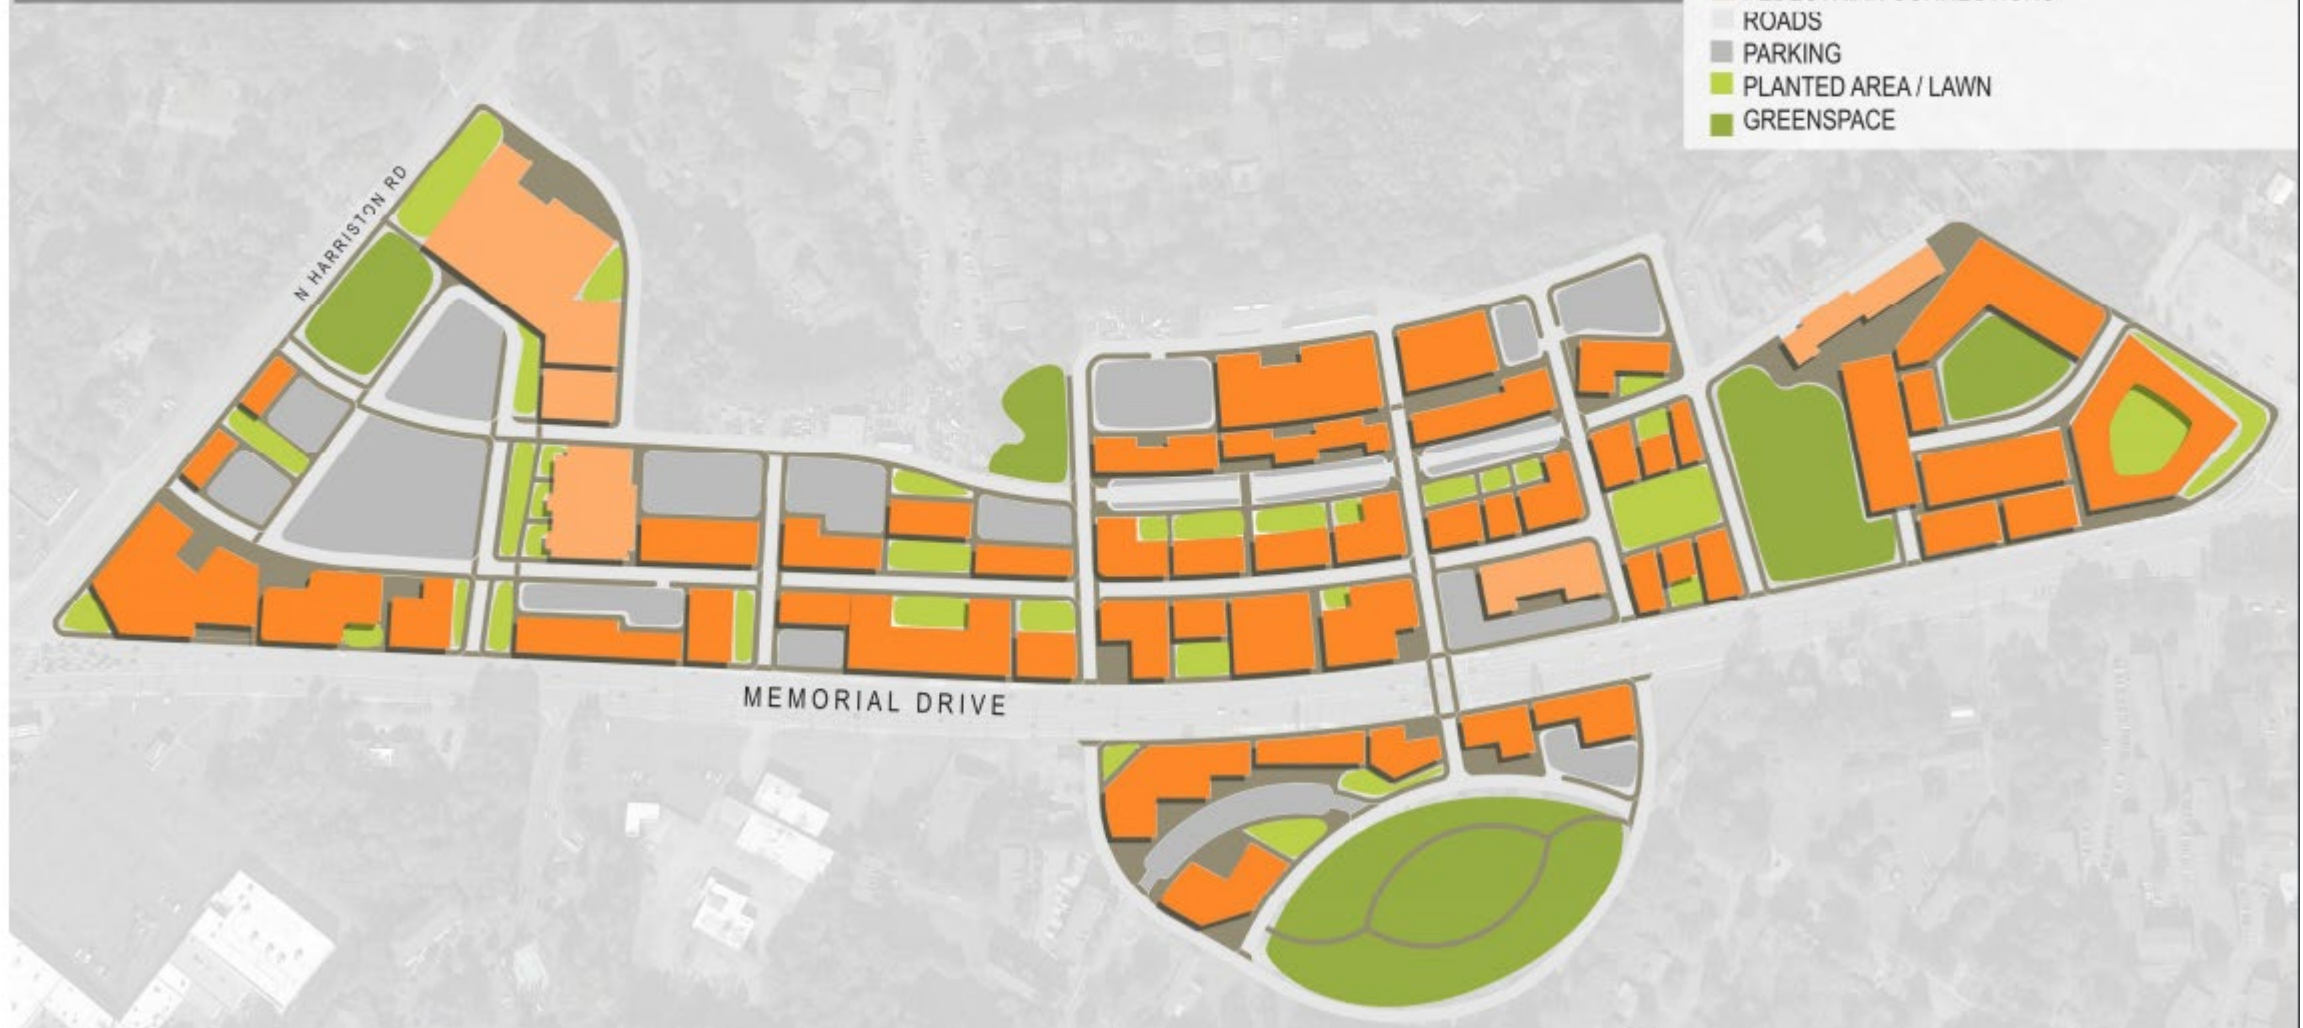 ROADS
PARKING
PLANTED AREA / LAWN
GREENSPACE
N HARRISTON RD
MEMORIAL DRIVE